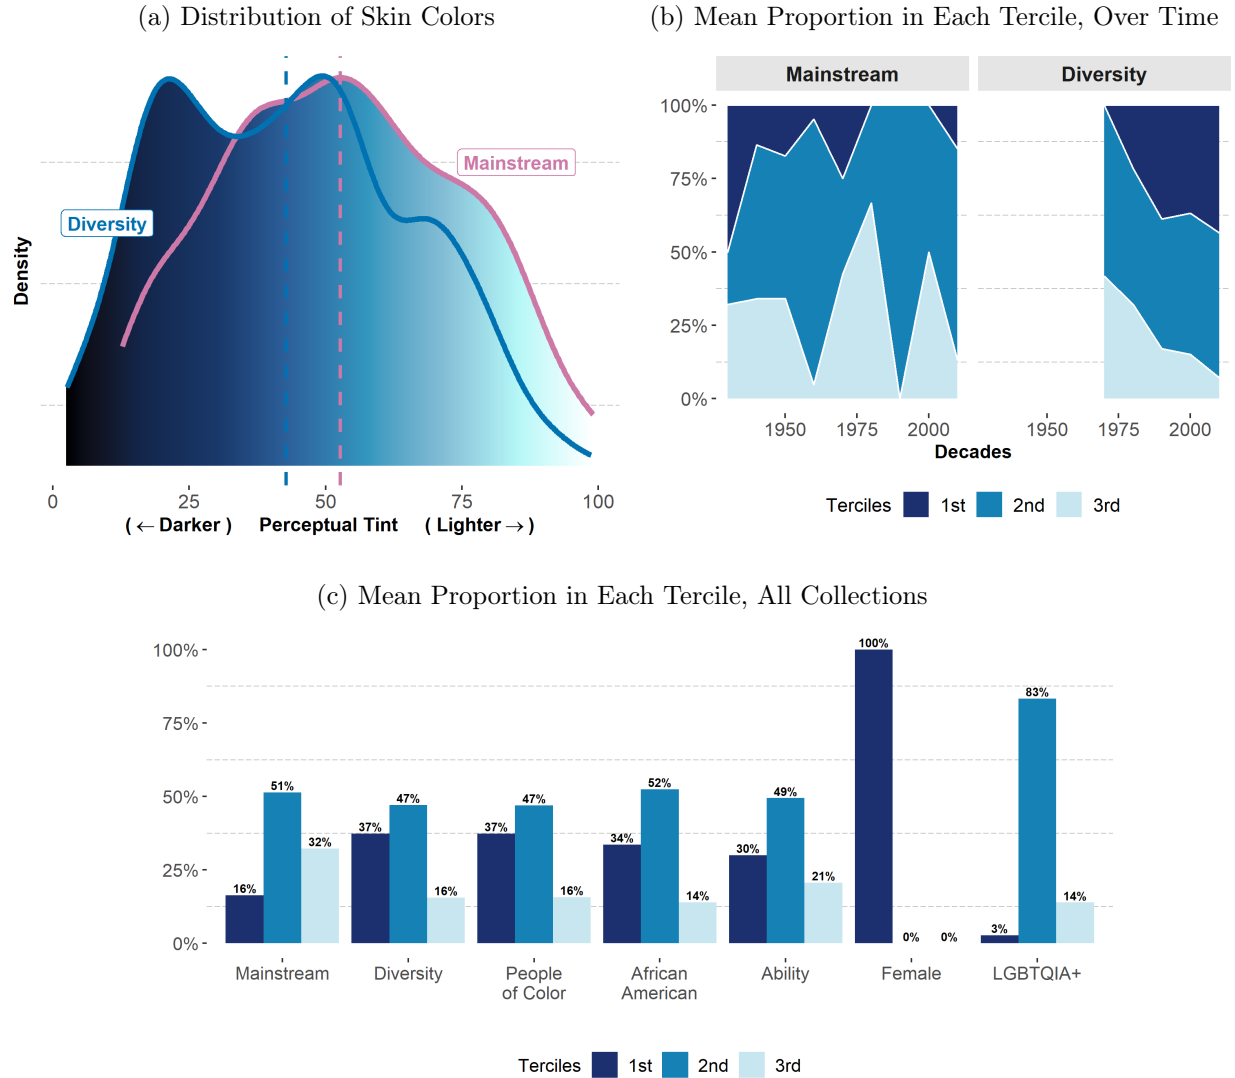 (a) Distribution of Skin Colors
Density
Diversity
Mainstream
0 25 50 75 100
( ← Darker ) Perceptual Tint ( Lighter → )
(b) Mean Proportion in Each Tercile, Over Time
Mainstream Diversity
100%
75%
50%
25%
0%
1950 1975 2000 1950 1975 2000
Decades
Terciles 1st 2nd 3rd
(c) Mean Proportion in Each Tercile, All Collections
100%
75%
50%
25%
0%
16% 51% 32%
37% 47% 16%
37% 47% 16%
34% 52% 14%
30% 49% 21%
100% 0% 0%
3% 83% 14%
Mainstream
Diversity
People
of Color
African
American
Ability
Female
LGBTQIA+
Terciles 1st 2nd 3rd